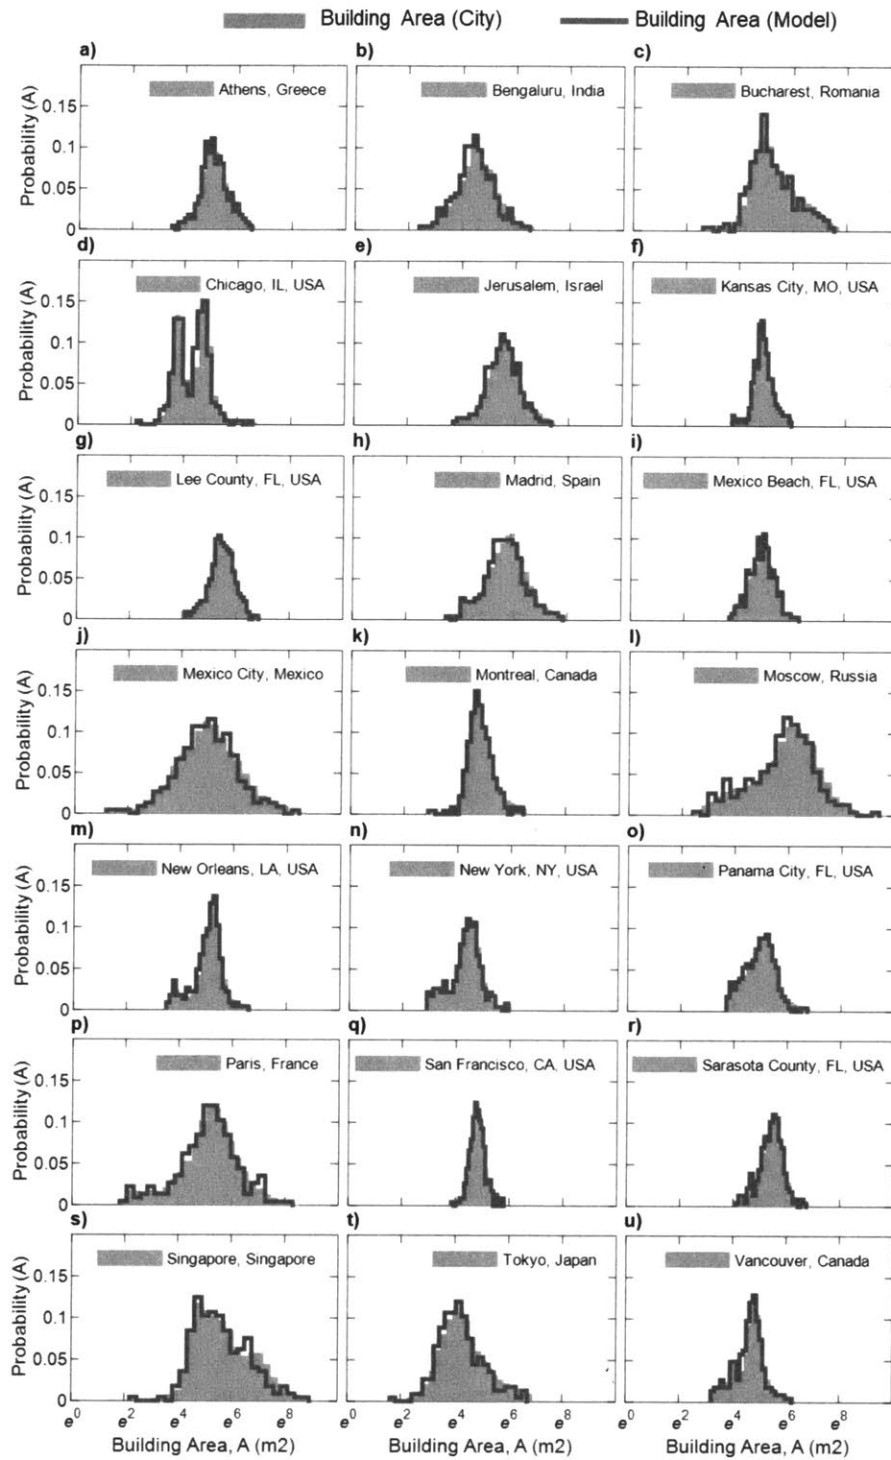 Building Area (City) Building Area (Model)
a) b) c)
Athens, Greece Bengaluru, India Bucharest, Romania
Probability (A)
0.15
0.1
0.05
0
d) e) f)
Chicago, IL, USA Jerusalem, Israel Kansas City, MO, USA
Probability (A)
0.15
0.1
0.05
0
g) h) i)
Lee County, FL, USA Madrid, Spain Mexico Beach, FL, USA
Probability (A)
0.15
0.1
0.05
0
j) k) l)
Mexico City, Mexico Montreal, Canada Moscow, Russia
Probability (A)
0.15
0.1
0.05
0
m) n) o)
New Orleans, LA, USA New York, NY, USA Panama City, FL, USA
Probability (A)
0.15
0.1
0.05
0
p) q) r)
Paris, France San Francisco, CA, USA Sarasota County, FL, USA
Probability (A)
0.15
0.1
0.05
0
s) t) u)
Singapore, Singapore Tokyo, Japan Vancouver, Canada
Probability (A)
0.15
0.1
0.05
0
e⁰ e² e⁴ e⁶ e⁸ e⁰ e² e⁴ e⁶ e⁸ e⁰ e² e⁴ e⁶ e⁸
Building Area, A (m2) Building Area, A (m2) Building Area, A (m2)